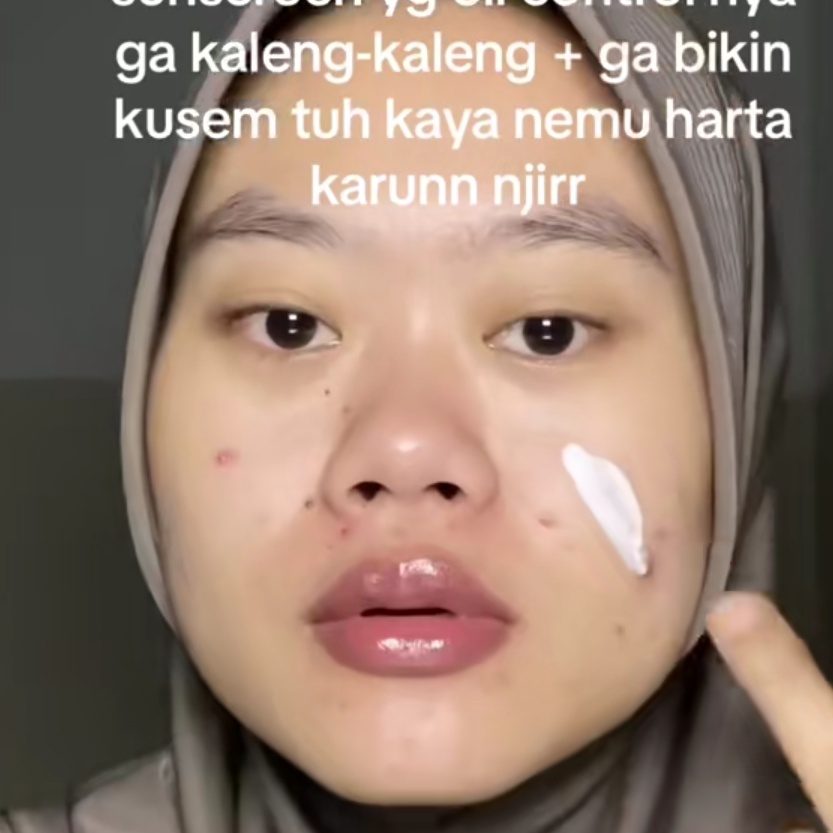 ga kaleng-kaleng + ga bikin
kusem tuh kaya nemu harta
karunn njirr